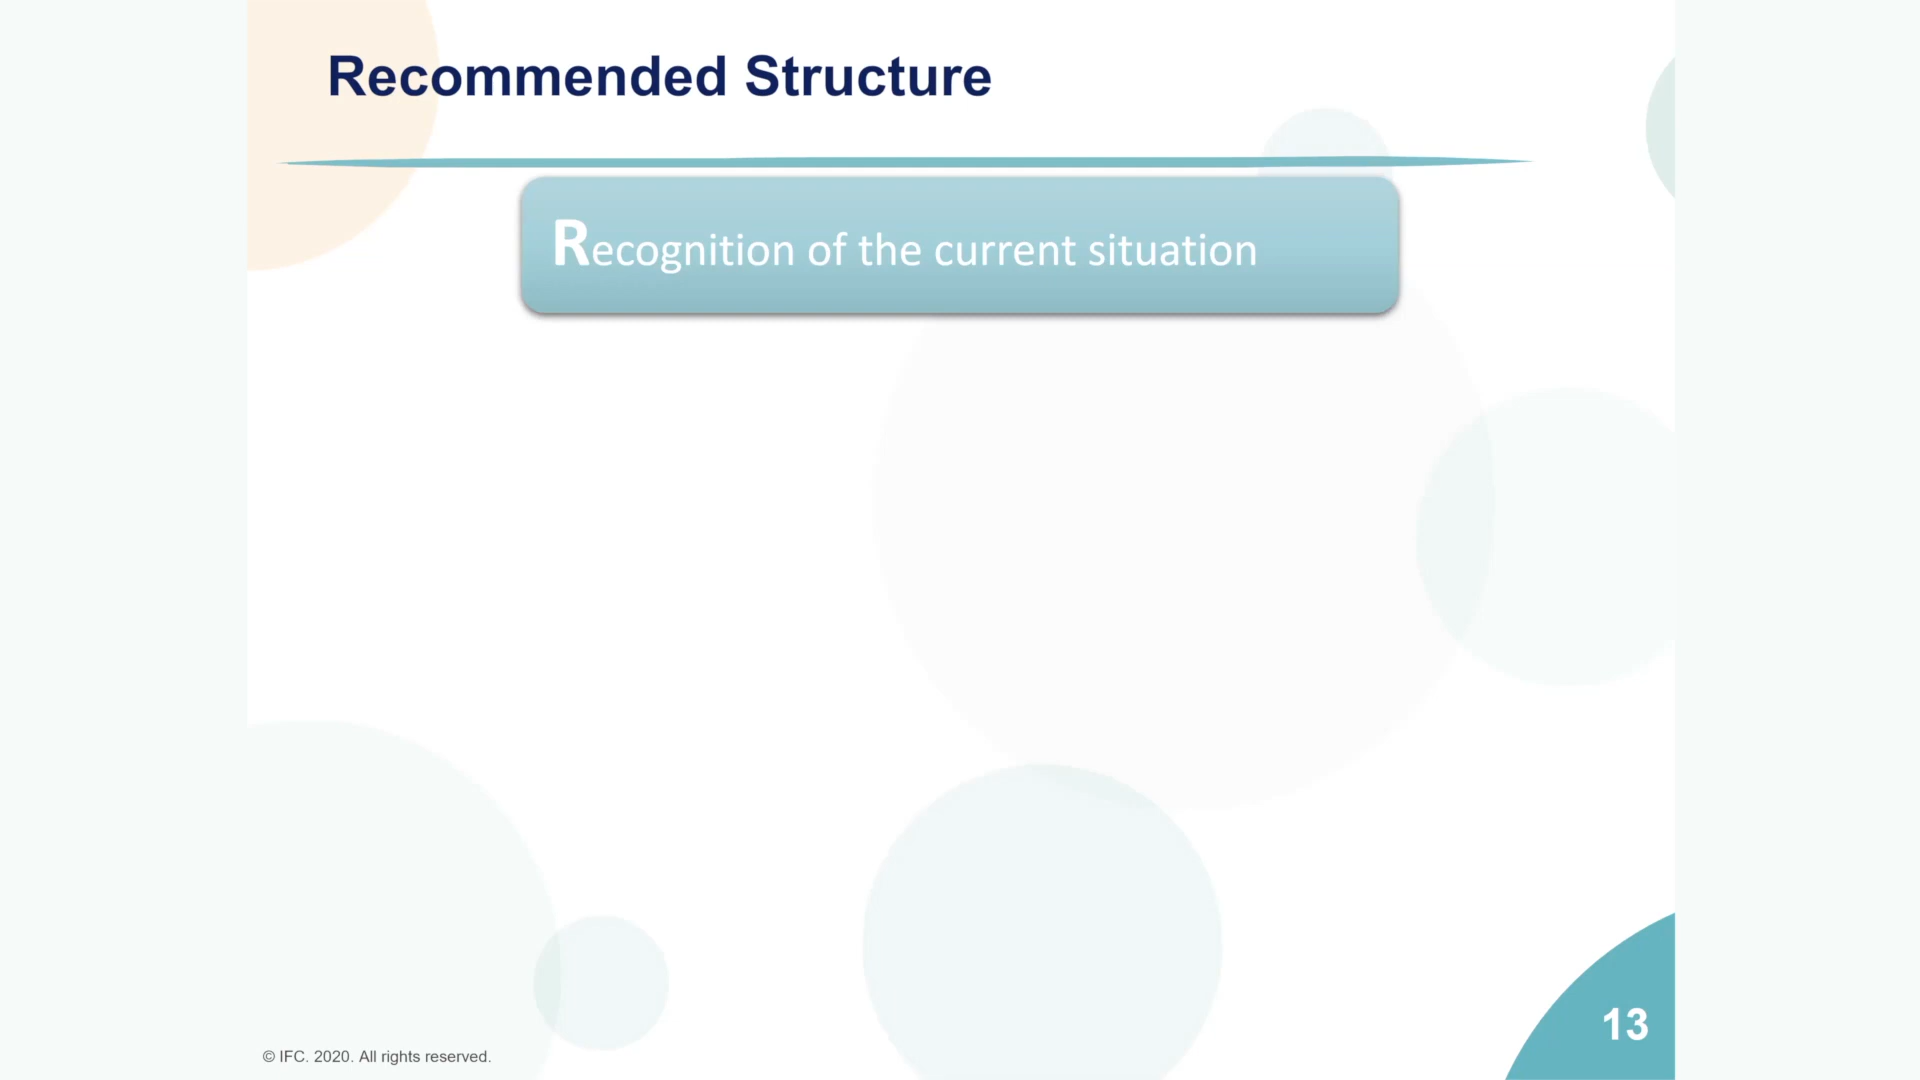 Recommended Structure
Recognition of the current situation
13
© IFC. 2020. All rights reserved.